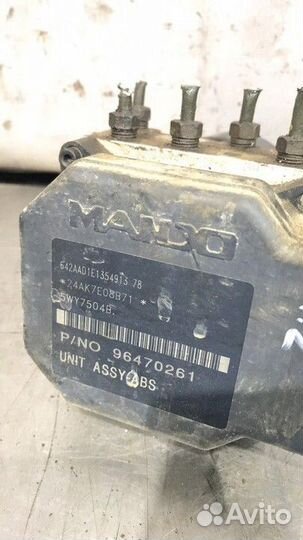 MANDO
642AA01E1354913 78
*24AK7E08B71*
5WY7504B
P/NO 96470261
UNIT ASSY-ABS
Avito